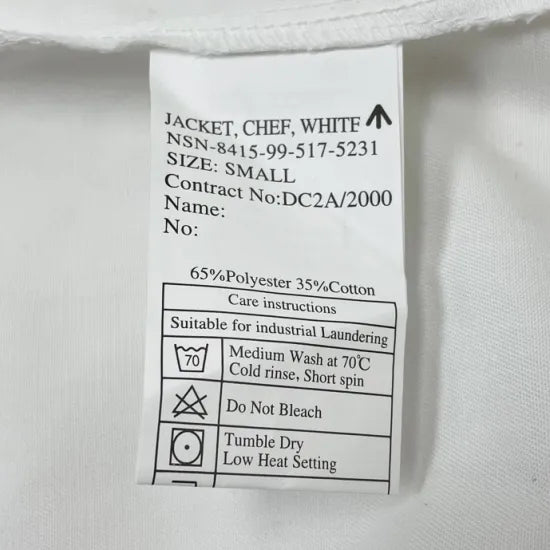 JACKET, CHEF, WHITE
NSN-8415-99-517-5231
SIZE: SMALL
Contract No:DC2A/2000
Name:
No:
65%Polyester 35%Cotton
Care instructions
Suitable for industrial Laundering
70
Medium Wash at 70℃
Cold rinse, Short spin
Do Not Bleach
Tumble Dry
Low Heat Setting